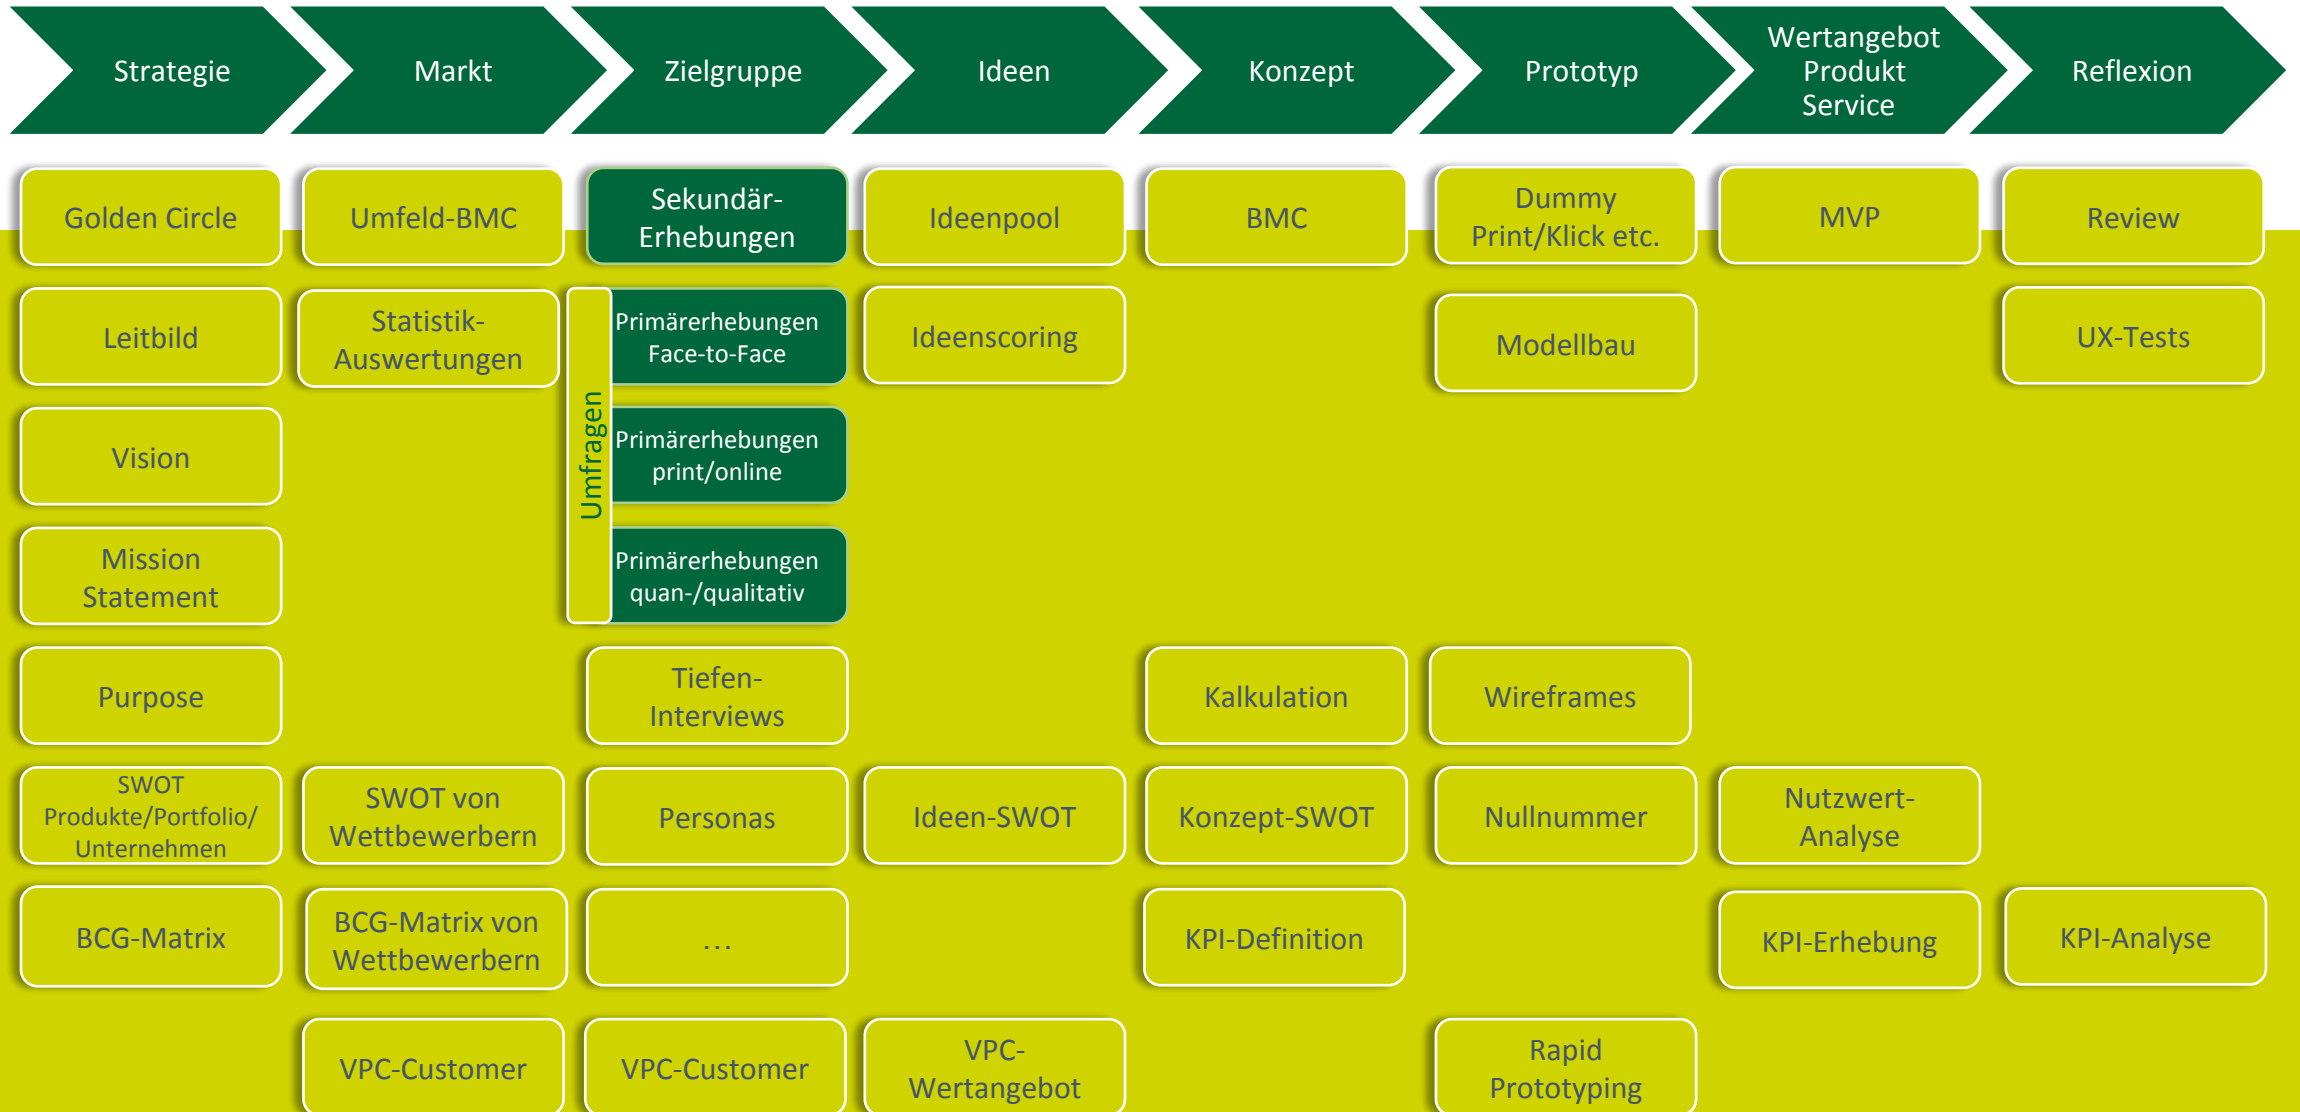 Strategie
Markt
Zielgruppe
Ideen
Konzept
Prototyp
Wertangebot
Produkt
Service
Reflexion
Golden Circle
Umfeld-BMC
Sekundär-
Erhebungen
Ideenpool
BMC
Dummy
Print/Klick etc.
MVP
Review
Leitbild
Statistik-
Auswertungen
Umfragen
Primärerhebungen
Face-to-Face
Ideenscoring
Modellbau
UX-Tests
Vision
Primärerhebungen
print/online
Mission
Statement
Primärerhebungen
quan-/qualitativ
Purpose
Tiefen-
Interviews
Kalkulation
Wireframes
SWOT
Produkte/Portfolio/
Unternehmen
SWOT von
Wettbewerbern
Personas
Ideen-SWOT
Konzept-SWOT
Nullnummer
Nutzwert-
Analyse
BCG-Matrix
BCG-Matrix von
Wettbewerbern
...
KPI-Definition
KPI-Erhebung
KPI-Analyse
VPC-Customer
VPC-Customer
VPC-
Wertangebot
Rapid
Prototyping